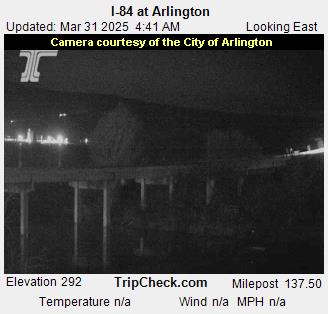 I-84 at Arlington
Updated: Mar 31 2025 4:41 AM Looking East
Camera courtesy of the City of Arlington
Elevation 292 TripCheck.com Milepost 137.50
Temperature n/a Wind n/a MPH n/a